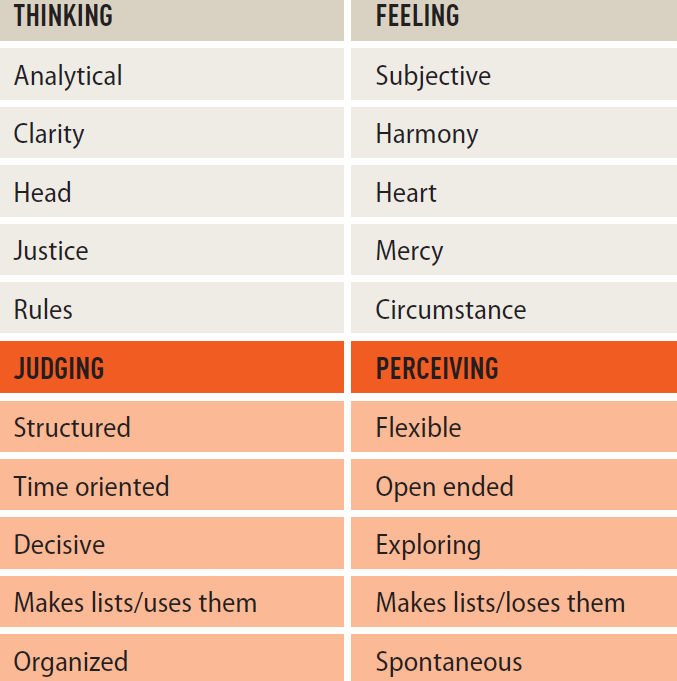 THINKING FEELING
Analytical Subjective
Clarity Harmony
Head Heart
Justice Mercy
Rules Circumstance
JUDGING PERCEIVING
Structured Flexible
Time oriented Open ended
Decisive Exploring
Makes lists/uses them Makes lists/loses them
Organized Spontaneous